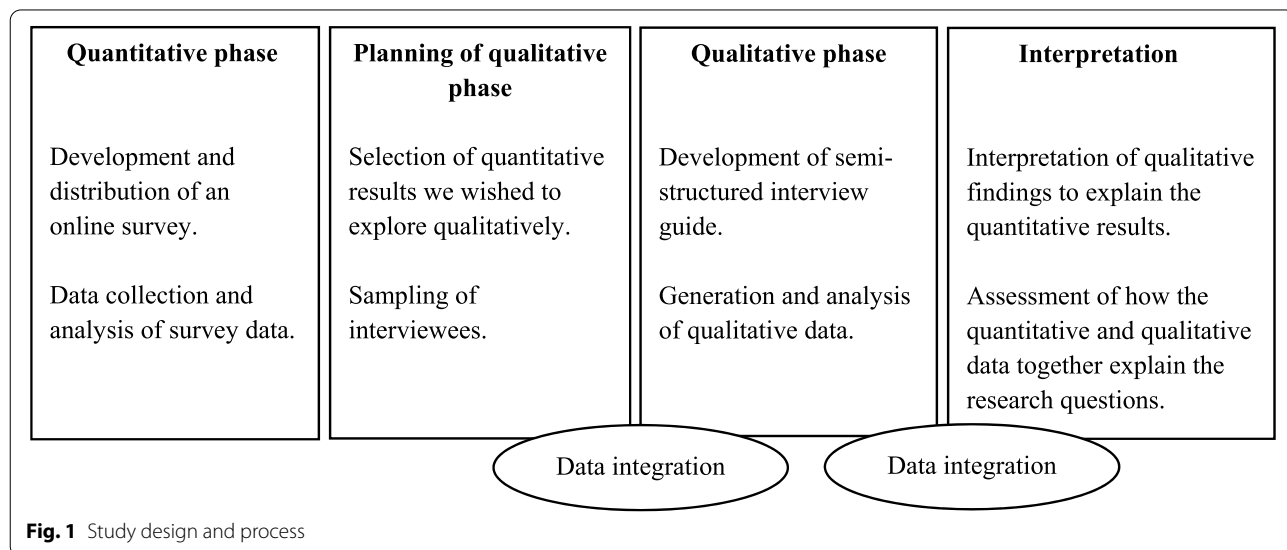 Quantitative phase
Development and
distribution of an
online survey.
Data collection and
analysis of survey data.
Planning of qualitative
phase
Selection of quantitative
results we wished to
explore qualitatively.
Sampling of
interviewees.
Qualitative phase
Development of semi-
structured interview
guide.
Generation and analysis
of qualitative data.
Interpretation
Interpretation of qualitative
findings to explain the
quantitative results.
Assessment of how the
quantitative and qualitative
data together explain the
research questions.
Data integration
Data integration
Fig. 1 Study design and process